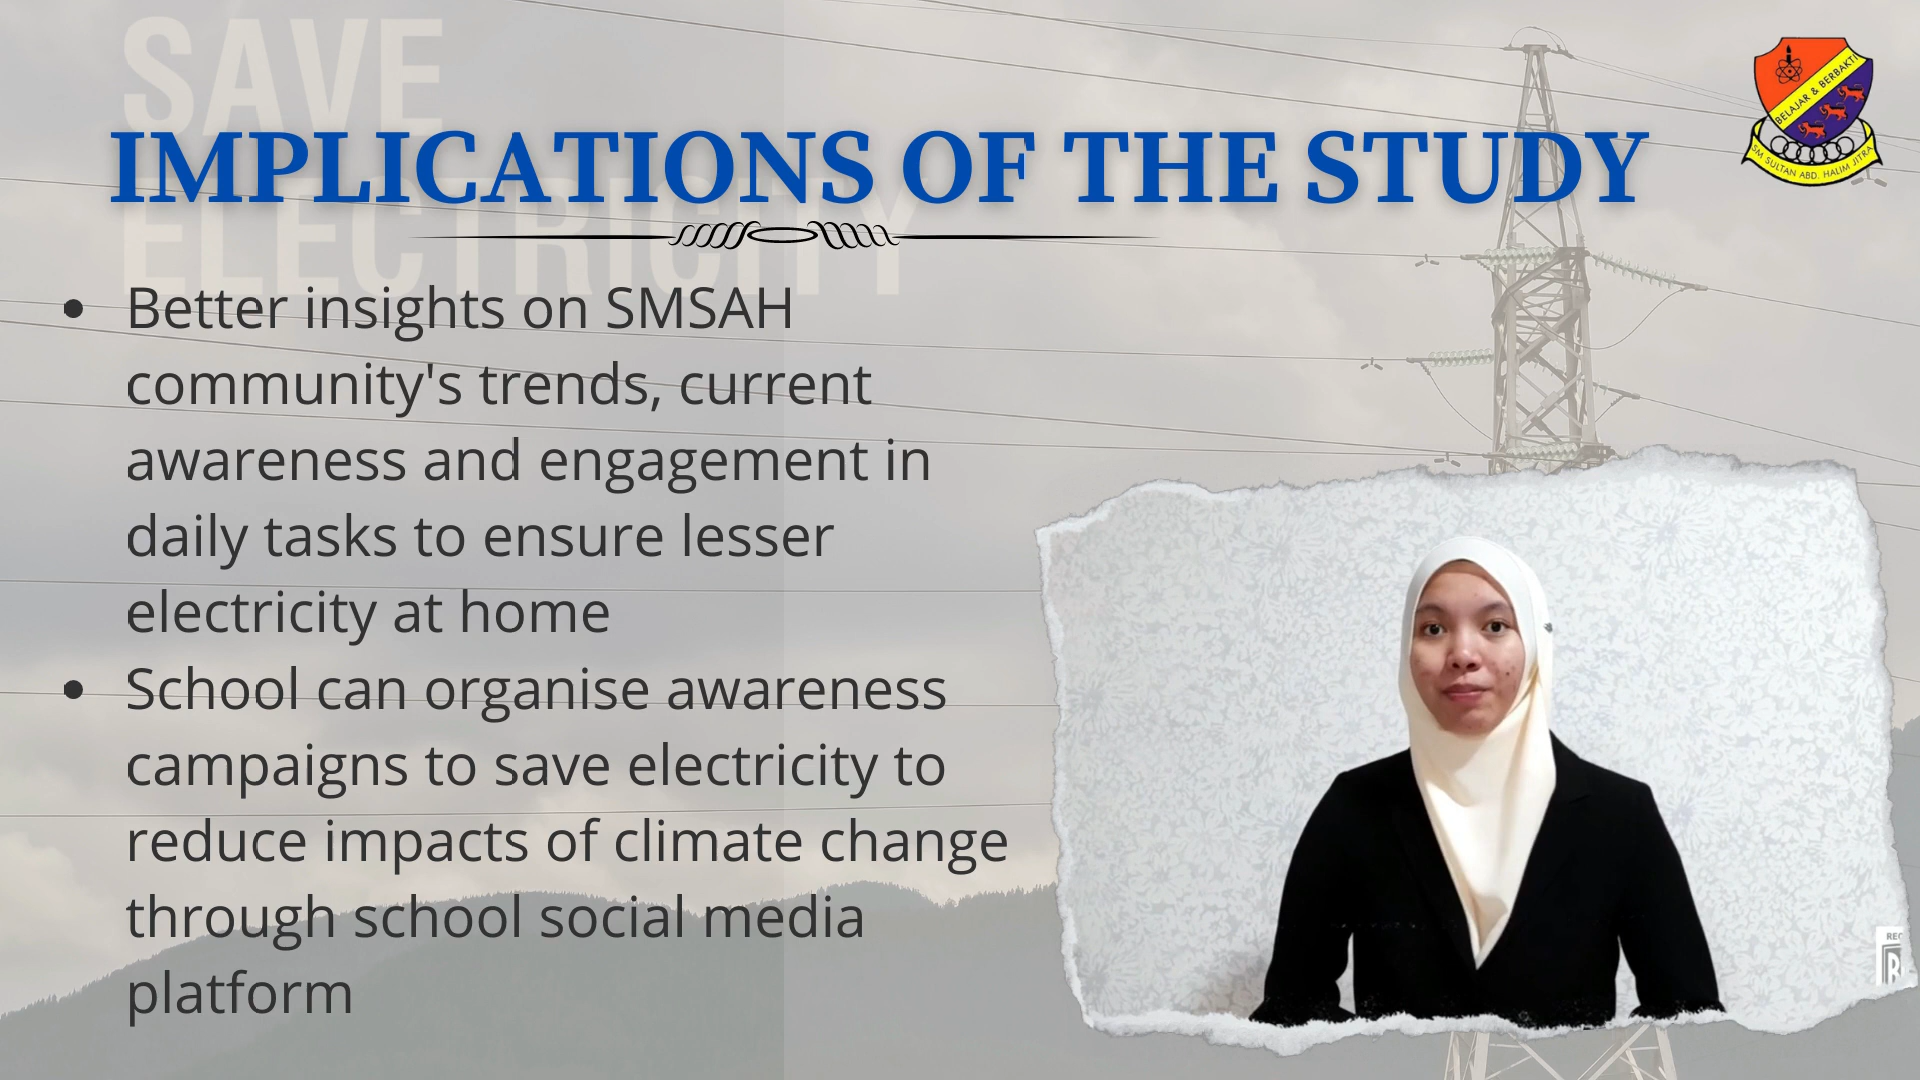 SAVE
ELECTRICITY
IMPLICATIONS OF THE STUDY
BELAJAR & BERBAKTI
SM SULTAN ABD. HALIM JITRA
• Better insights on SMSAH
community's trends, current
awareness and engagement in
daily tasks to ensure lesser
electricity at home
• School can organise awareness
campaigns to save electricity to
reduce impacts of climate change
through school social media
platform
REC